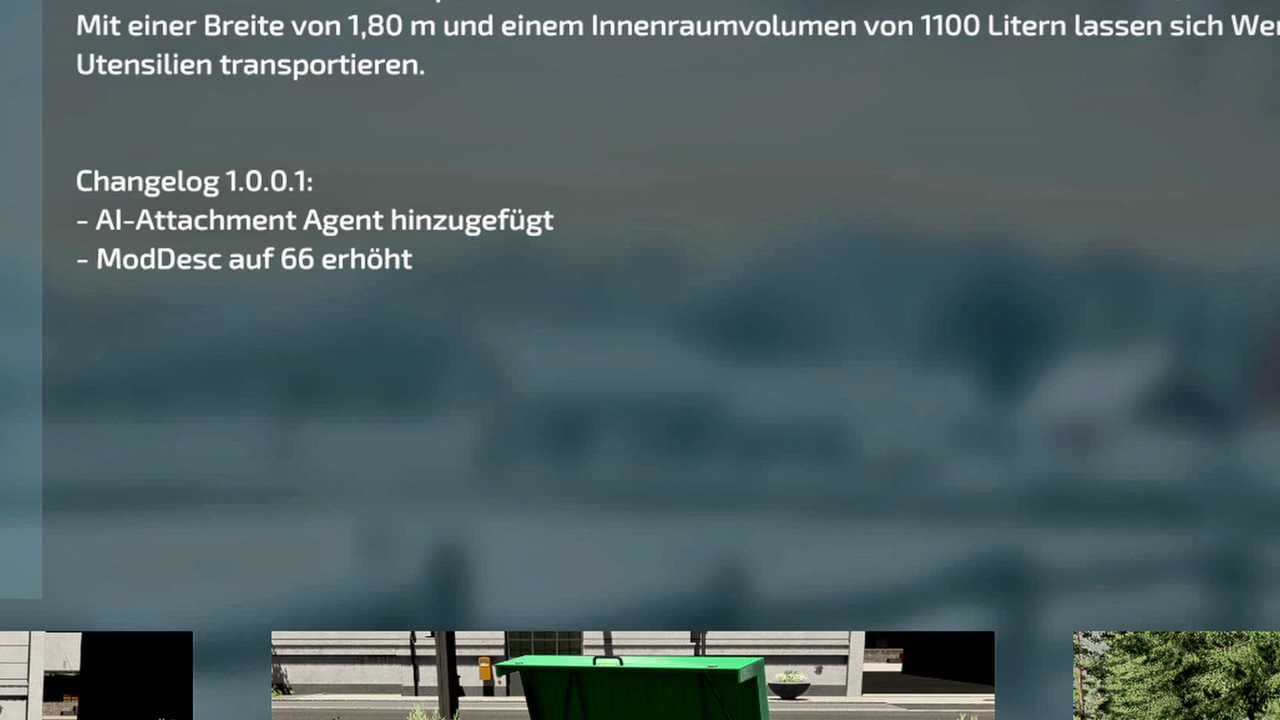 Mit einer Breite von 1,80 m und einem Innenraumvolumen von 1100 Litern lassen sich
Utensilien transportieren.
Changelog 1.0.0.1:
- AI-Attachment Agent hinzugefügt
- ModDesc auf 66 erhöht